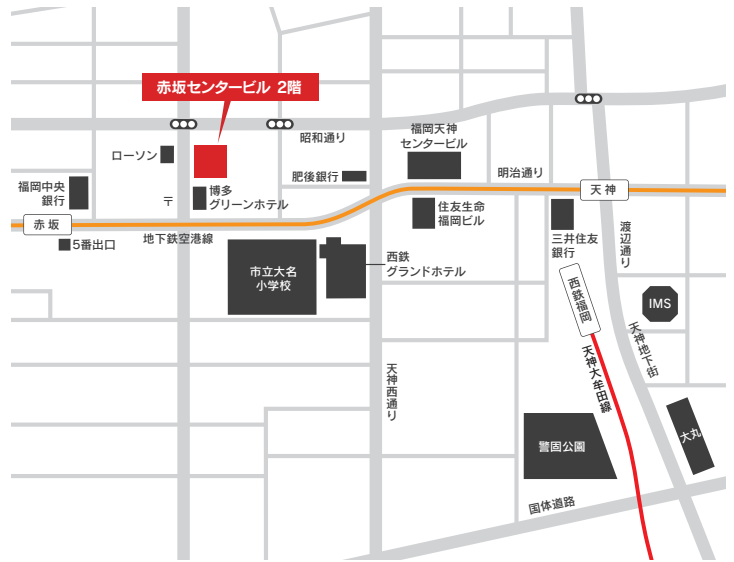 赤坂センタービル 2階
昭和通り
福岡天神
センタービル
ローソン
明治通り
肥後銀行
福岡中央
銀行
〒
博多
グリーンホテル
天神
住友生命
福岡ビル
赤坂
5番出口
地下鉄空港線
三井住友
銀行
渡辺通り
西鉄
グランドホテル
市立大名
小学校
西鉄福岡
IMS
天神地下街
天神大牟田線
天神西通り
大丸
警固公園
国体道路